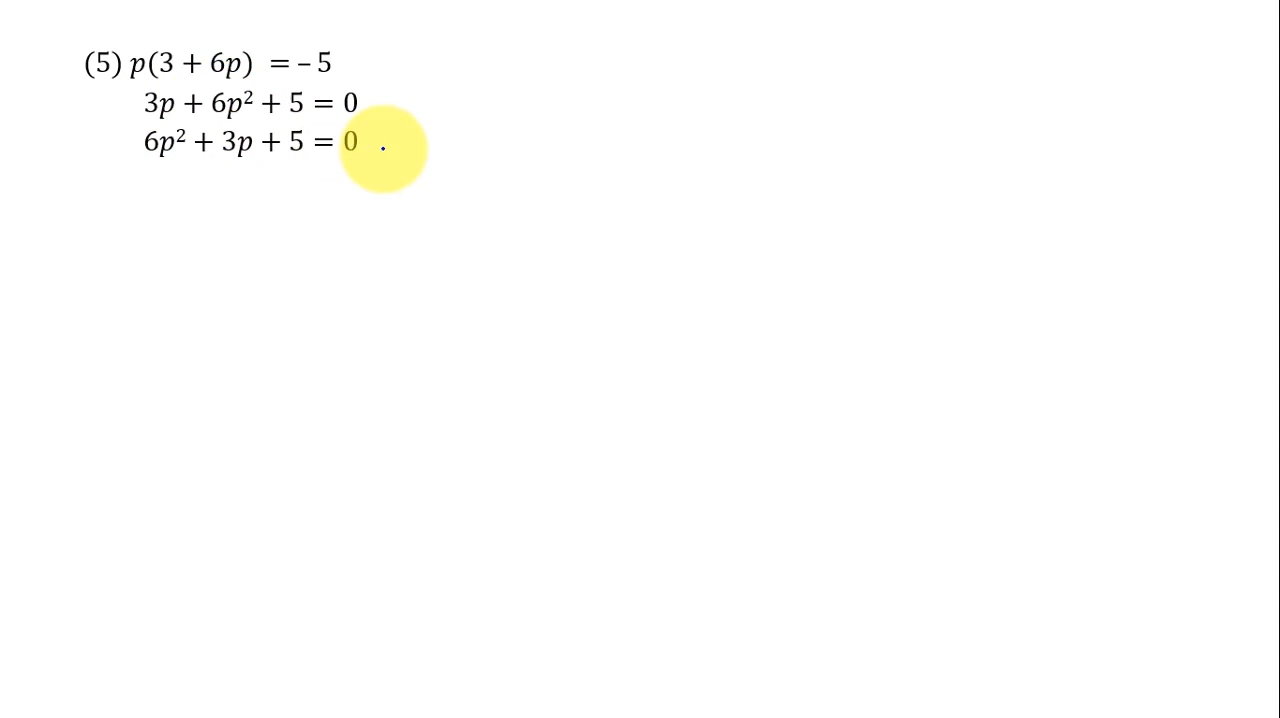 (5) p(3 + 6p) = – 5
3p + 6p² + 5 = 0
6p² + 3p + 5 = 0